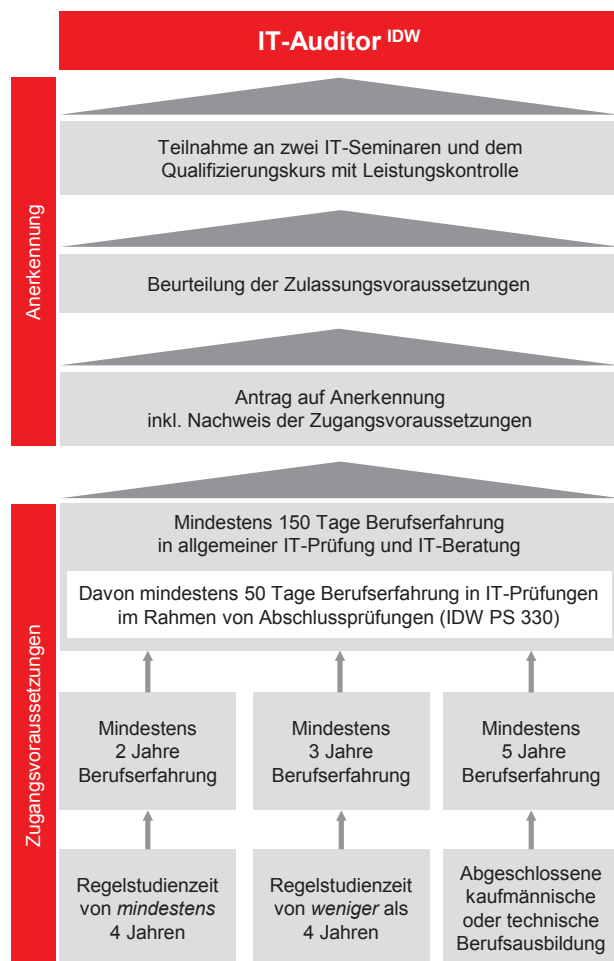 IT-Auditor IDW
Anerkennung
Teilnahme an zwei IT-Seminaren und dem
Qualifizierungskurs mit Leistungskontrolle
Beurteilung der Zulassungsvoraussetzungen
Antrag auf Anerkennung
inkl. Nachweis der Zugangsvoraussetzungen
Zugangsvoraussetzungen
Mindestens 150 Tage Berufserfahrung
in allgemeiner IT-Prüfung und IT-Beratung
Davon mindestens 50 Tage Berufserfahrung in IT-Prüfungen
im Rahmen von Abschlussprüfungen (IDW PS 330)
Mindestens
2 Jahre
Berufserfahrung
Mindestens
3 Jahre
Berufserfahrung
Mindestens
5 Jahre
Berufserfahrung
Regelstudienzeit
von mindestens
4 Jahren
Regelstudienzeit
von weniger als
4 Jahren
Abgeschlossene
kaufmännische
oder technische
Berufsausbildung